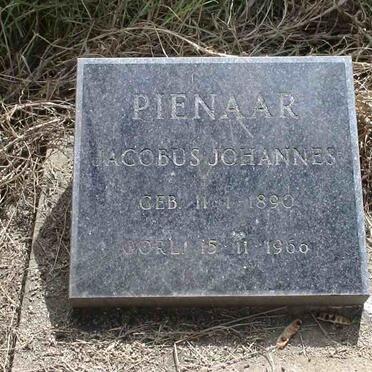 PIENAAR
JACOBUS JOHANNES
GEB. 11-1-1890
OORL. 15-11-1966